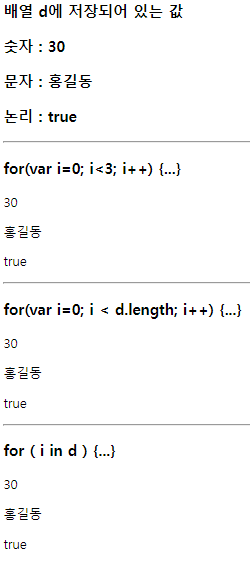 배열 d에 저장되어 있는 값
숫자 : 30
문자 : 홍길동
논리 : true
for(var i=0; i<3; i++) {...}
30
홍길동
true
for(var i=0; i < d.length; i++) {...}
30
홍길동
true
for ( i in d ) {...}
30
홍길동
true